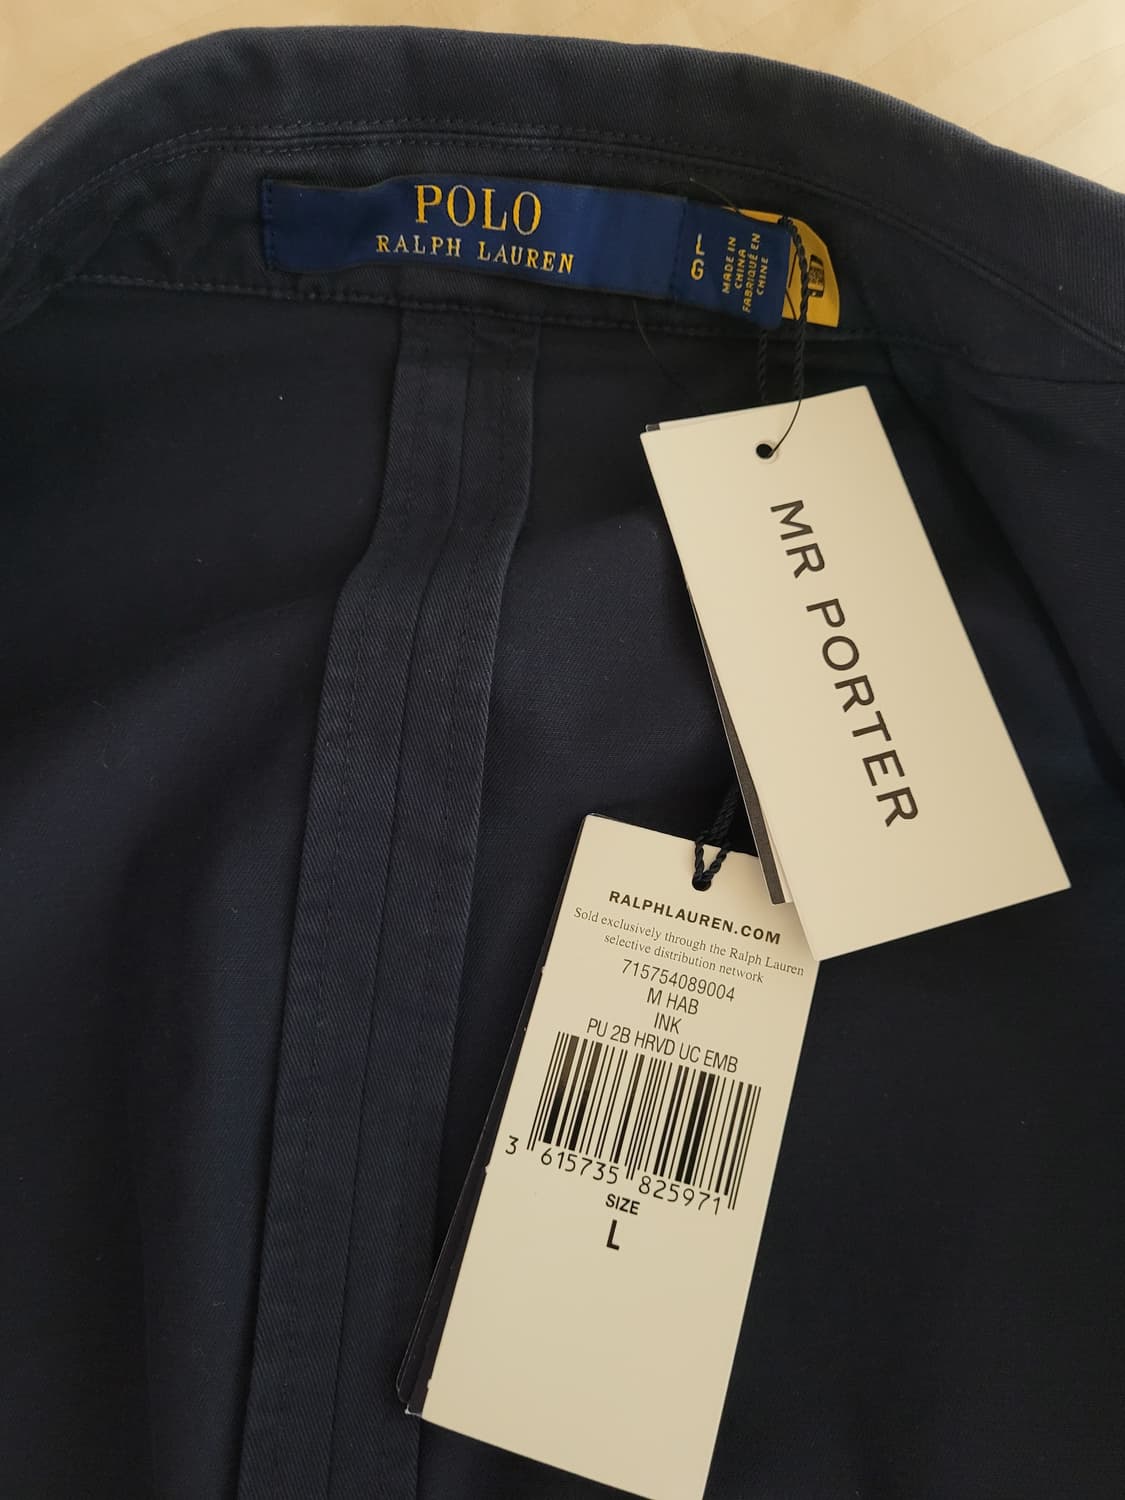 POLO
RALPH LAUREN
L
G
MADE IN
CHINA
FABRIQUÉ EN
CHINE
MR PORTER
RALPHLAUREN.COM
Sold exclusively through the Ralph Lauren
selective distribution network
715754089004
M HAB
INK
PU 2B HRVD UC EMB
3 615735 825971
SIZE
L